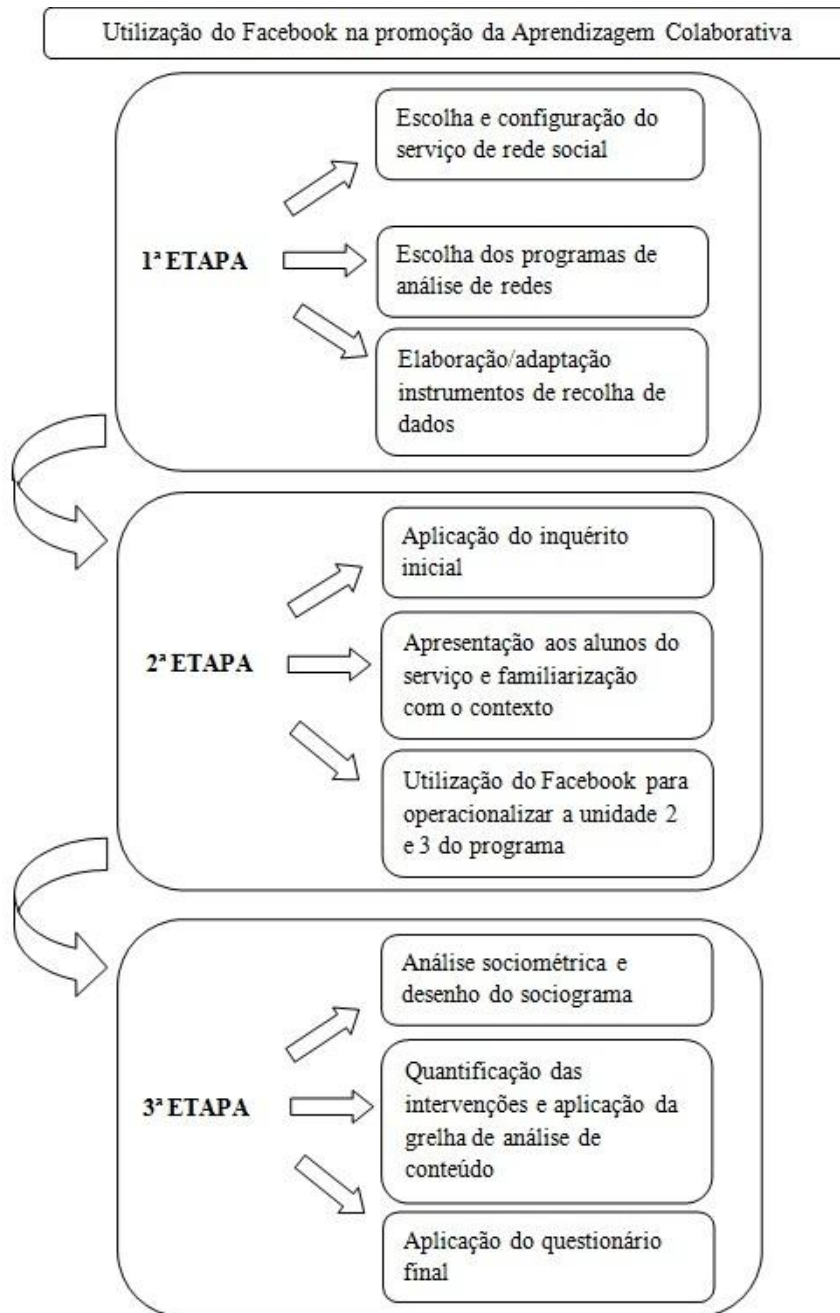 Utilização do Facebook na promoção da Aprendizagem Colaborativa
1ª ETAPA
Escolha e configuração do
serviço de rede social
Escolha dos programas de
análise de redes
Elaboração/adaptação
instrumentos de recolha de
dados
2ª ETAPA
Aplicação do inquérito
inicial
Apresentação aos alunos do
serviço e familiarização
com o contexto
Utilização do Facebook para
operacionalizar a unidade 2
e 3 do programa
3ª ETAPA
Análise sociométrica e
desenho do sociograma
Quantificação das
intervenções e aplicação da
grelha de análise de
conteúdo
Aplicação do questionário
final